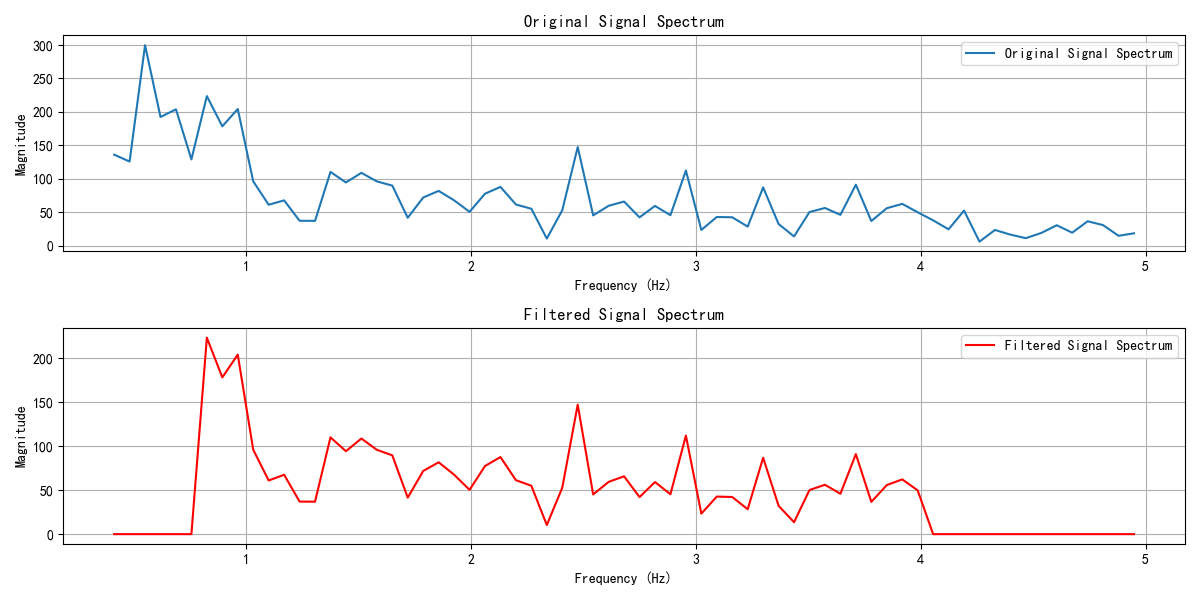 Original Signal Spectrum
Original Signal Spectrum
300
250
200
150
100
50
0
Magnitude
1 2 3 4 5
Frequency (Hz)
Filtered Signal Spectrum
Filtered Signal Spectrum
200
150
100
50
0
Magnitude
1 2 3 4 5
Frequency (Hz)